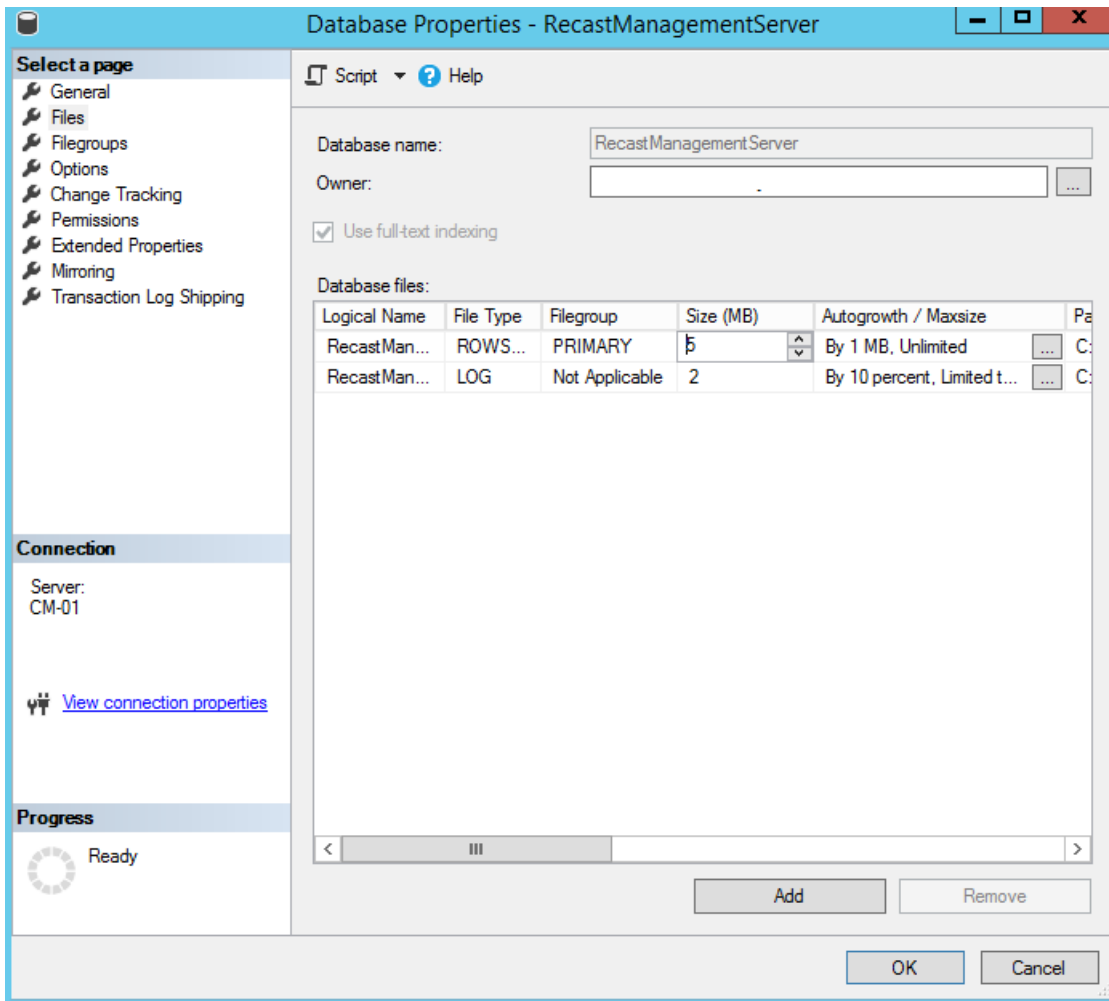 Database Properties - RecastManagementServer
Select a page
General
Files
Filegroups
Options
Change Tracking
Permissions
Extended Properties
Mirroring
Transaction Log Shipping
Connection
Server:
CM-01
View connection properties
Progress
Ready
Script
Help
Database name:
RecastManagementServer
Owner:
Use full-text indexing
Database files:
Logical Name File Type Filegroup Size (MB) Autogrowth / Maxsize Pa
RecastMan... ROWS... PRIMARY 5 By 1 MB, Unlimited ... C:
RecastMan... LOG Not Applicable 2 By 10 percent, Limited t... ... C:
Add Remove
OK Cancel